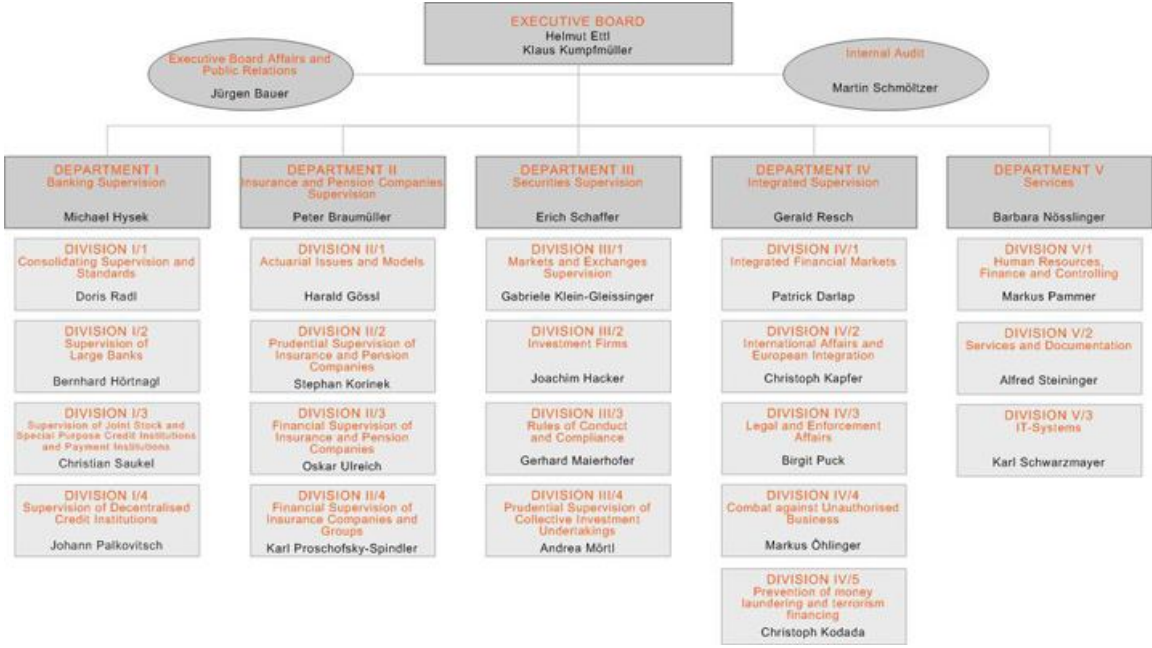 EXECUTIVE BOARD
Helmut Ettl
Klaus Kumpfmüller
Executive Board Affairs and
Public Relations
Jürgen Bauer
Internal Audit
Martin Schmöltzer
DEPARTMENT I
Banking Supervision
Michael Hysek
DIVISION I/1
Consolidating Supervision and
Standards
Doris Radl
DIVISION I/2
Supervision of
Large Banks
Bernhard Hörtnagl
DIVISION I/3
Supervision of Joint Stock and
Special Purpose Credit Institutions
and Payment Institutions
Christian Saukel
DIVISION I/4
Supervision of Decentralised
Credit Institutions
Johann Palkovitsch
DEPARTMENT II
Insurance and Pension Companies
Supervision
Peter Braumüller
DIVISION II/1
Actuarial Issues and Models
Harald Gössl
DIVISION II/2
Prudential Supervision of
Insurance and Pension
Companies
Stephan Korinek
DIVISION II/3
Financial Supervision of
Insurance and Pension
Companies
Oskar Ulreich
DIVISION II/4
Financial Supervision of
Insurance Companies and
Groups
Karl Proschofsky-Spindler
DEPARTMENT III
Securities Supervision
Erich Schaffer
DIVISION III/1
Markets and Exchanges
Supervision
Gabriele Klein-Gleissinger
DIVISION III/2
Investment Firms
Joachim Hacker
DIVISION III/3
Rules of Conduct
and Compliance
Gerhard Maierhofer
DIVISION III/4
Prudential Supervision of
Collective Investment
Undertakings
Andrea Mörtl
DEPARTMENT IV
Integrated Supervision
Gerald Resch
DIVISION IV/1
Integrated Financial Markets
Patrick Darlap
DIVISION IV/2
International Affairs and
European Integration
Christoph Kapfer
DIVISION IV/3
Legal and Enforcement
Affairs
Birgit Puck
DIVISION IV/4
Combat against Unauthorised
Business
Markus Öhlinger
DIVISION IV/5
Prevention of money
laundering and terrorism
financing
Christoph Kodada
DEPARTMENT V
Services
Barbara Nösslinger
DIVISION V/1
Human Resources,
Finance and Controlling
Markus Pammer
DIVISION V/2
Services and Documentation
Alfred Steininger
DIVISION V/3
IT-Systems
Karl Schwarzmayer